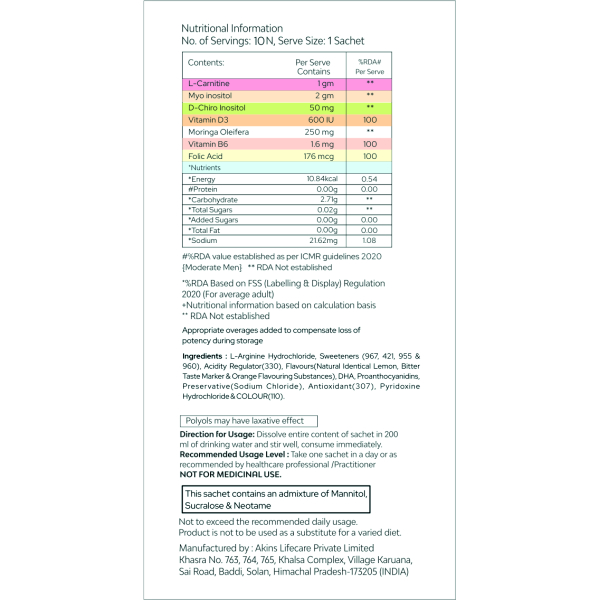 Nutritional Information
No. of Servings: 10N, Serve Size: 1 Sachet
Contents: Per Serve Contains %RDA# Per Serve
L-Carnitine 1 gm **
Myo inositol 2 gm **
D-Chiro Inositol 50 mg **
Vitamin D3 600 IU 100
Moringa Oleifera 250 mg **
Vitamin B6 1.6 mg 100
Folic Acid 176 mcg 100
*Nutrients
*Energy 10.84kcal 0.54
#Protein 0.00g 0.00
*Carbohydrate 2.71g **
*Total Sugars 0.02g **
*Added Sugars 0.00g 0.00
*Total Fat 0.00g 0.00
*Sodium 21.62mg 1.08
#%RDA value established as per ICMR guidelines 2020
[Moderate Men] ** RDA Not established
*%RDA Based on FSS (Labelling & Display) Regulation
2020 (For average adult)
+Nutritional information based on calculation basis
** RDA Not established
Appropriate overages added to compensate loss of
potency during storage
Ingredients : L-Arginine Hydrochloride, Sweeteners (967, 421, 955 &
960), Acidity Regulator(330), Flavours(Natural Identical Lemon, Bitter
Taste Marker & Orange Flavouring Substances), DHA, Proanthocyanidins,
Preservative(Sodium Chloride), Antioxidant(307), Pyridoxine
Hydrochloride & COLOUR(110).
Polyols may have laxative effect
Direction for Usage: Dissolve entire content of sachet in 200
ml of drinking water and stir well, consume immediately.
Recommended Usage Level : Take one sachet in a day or as
recommended by healthcare professional /Practitioner
NOT FOR MEDICINAL USE.
This sachet contains an admixture of Mannitol,
Sucralose & Neotame
Not to exceed the recommended daily usage.
Product is not to be used as a substitute for a varied diet.
Manufactured by : Akins Lifecare Private Limited
Khasra No. 763, 764, 765, Khalsa Complex, Village Karuana,
Sai Road, Baddi, Solan, Himachal Pradesh-173205 (INDIA)